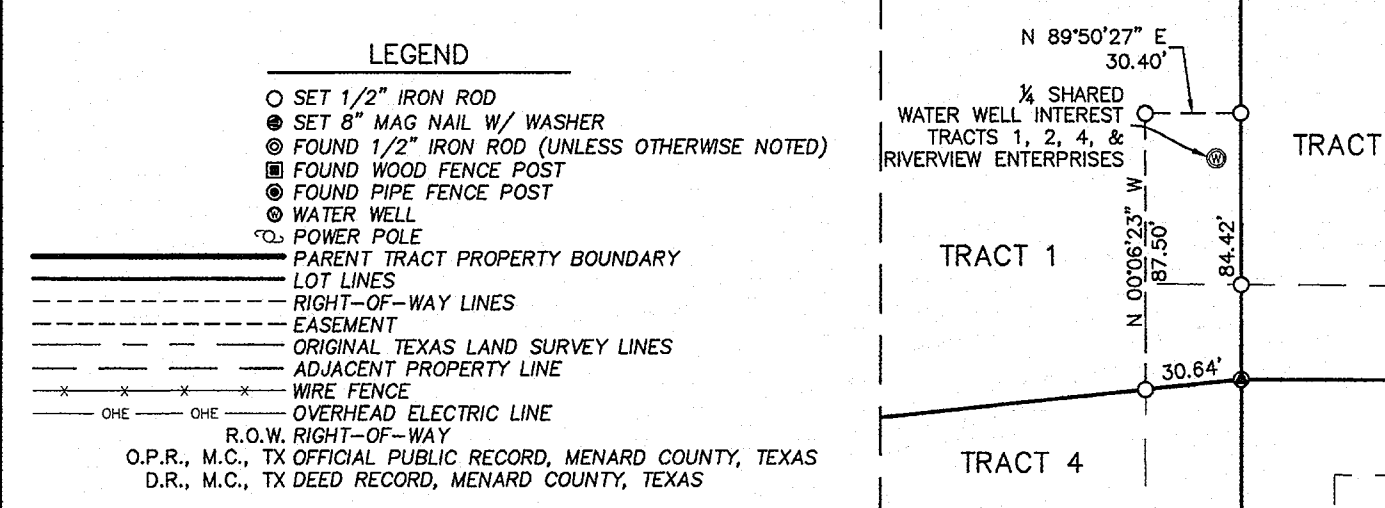 LEGEND
SET 1/2" IRON ROD
SET 8" MAG NAIL W/ WASHER
FOUND 1/2" IRON ROD (UNLESS OTHERWISE NOTED)
FOUND WOOD FENCE POST
FOUND PIPE FENCE POST
W WATER WELL
POWER POLE
PARENT TRACT PROPERTY BOUNDARY
LOT LINES
RIGHT-OF-WAY LINES
EASEMENT
ORIGINAL TEXAS LAND SURVEY LINES
ADJACENT PROPERTY LINE
X X X X WIRE FENCE
OHE OHE OVERHEAD ELECTRIC LINE
R.O.W. RIGHT-OF-WAY
O.P.R., M.C., TX OFFICIAL PUBLIC RECORD, MENARD COUNTY, TEXAS
D.R., M.C., TX DEED RECORD, MENARD COUNTY, TEXAS
N 89°50'27" E
30.40'
¼ SHARED
WATER WELL INTEREST
TRACTS 1, 2, 4, &
RIVERVIEW ENTERPRISES
W
TRACT
TRACT 1
N 00°06'23" W
87.50'
84.42'
30.64'
TRACT 4